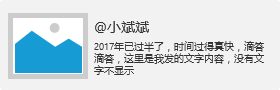 @小斌斌
2017年已过半了，时间过得真快，滴答
滴答，这里是我发的文字内容，没有文
字不显示